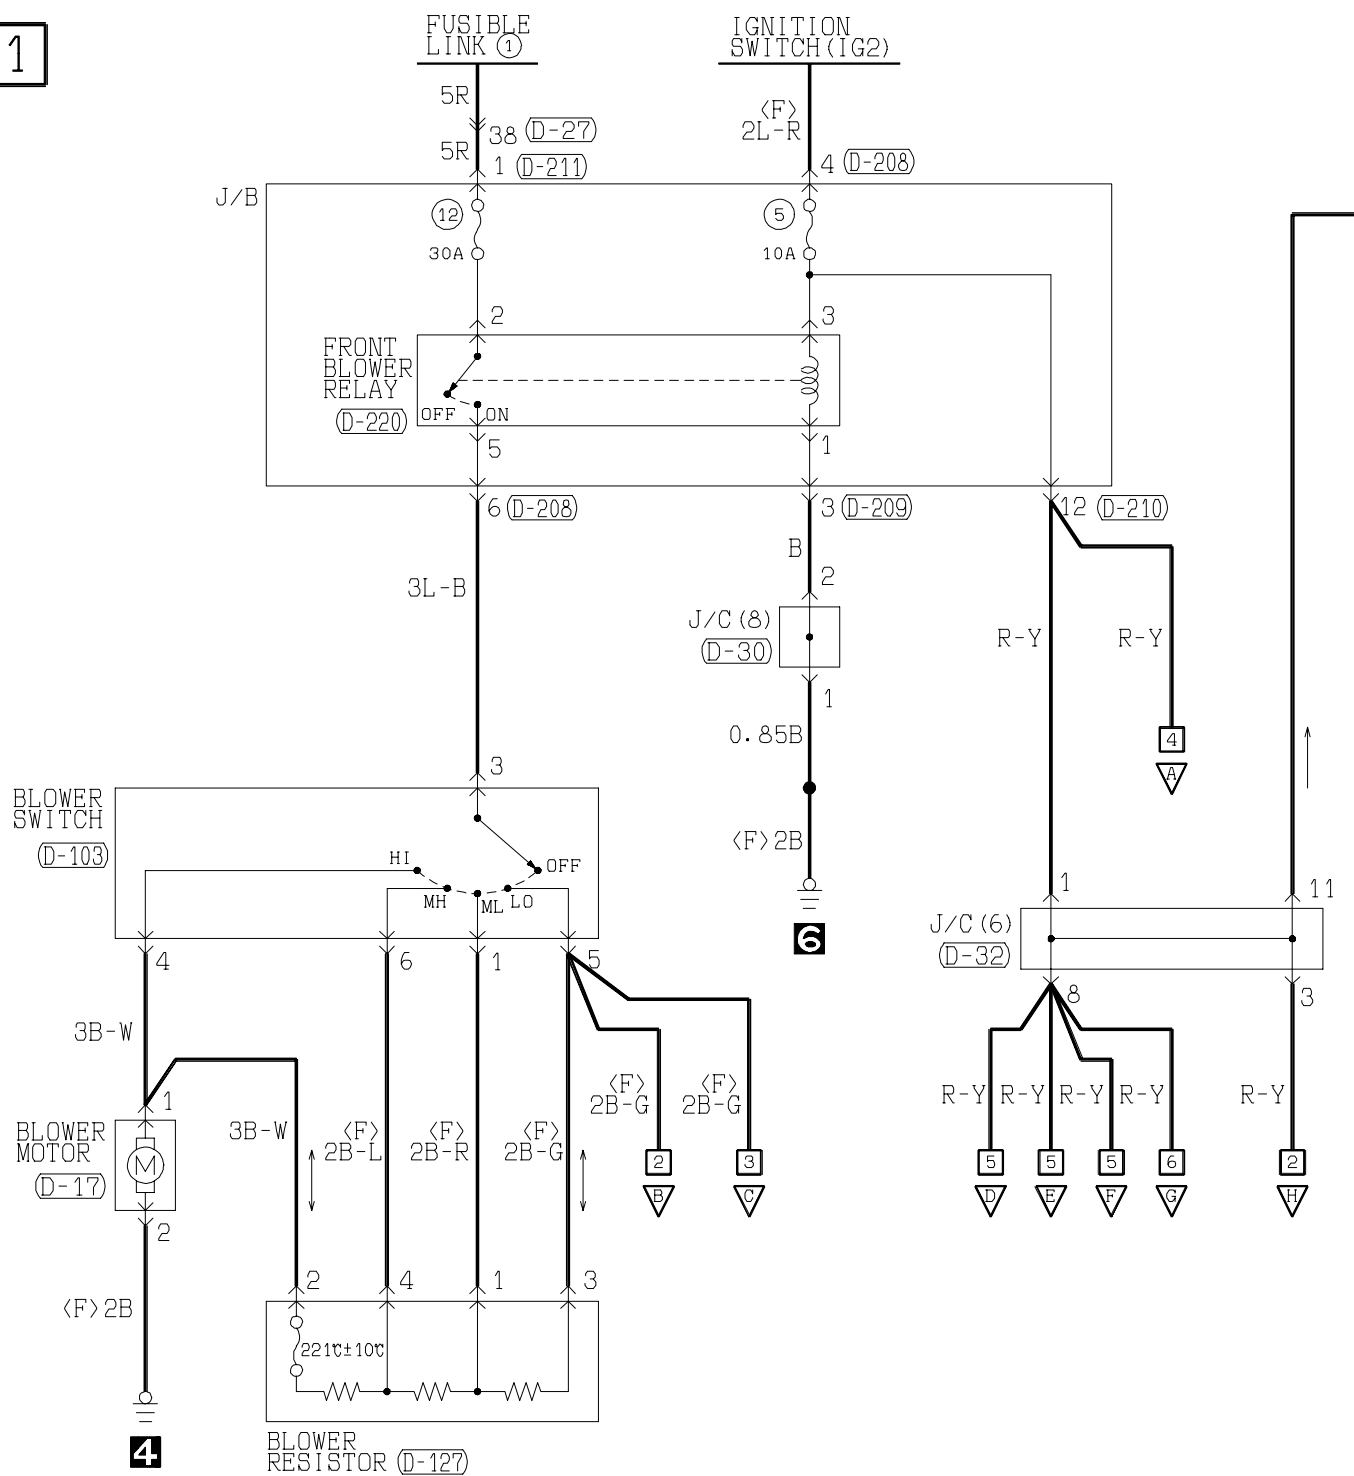 1
FUSIBLE
LINK ①
IGNITION
SWITCH(IG2)
5R
38 (D-27)
5R
1 (D-211)
<F>
2L-R
4 (D-208)
J/B
12
30A
5
10A
2
3
FRONT
BLOWER
RELAY
(D-220)
OFF
ON
5
1
6 (D-208)
3 (D-209)
12 (D-210)
3L-B
B
2
J/C(8)
(D-30)
1
0.85B
<F>2B
6
R-Y
R-Y
4
A
3
BLOWER
SWITCH
(D-103)
HI
OFF
MH
ML
LO
4
6
1
5
1
11
J/C(6)
(D-32)
8
3
3B-W
1
BLOWER
MOTOR
(D-17)
M
2
<F>2B
4
3B-W
<F>
2B-L
<F>
2B-R
<F>
2B-G
<F>
2B-G
<F>
2B-G
2
B
3
C
R-Y
R-Y
R-Y
R-Y
R-Y
5
5
5
6
2
D
E
F
G
H
2
4
1
3
221℃±10℃
BLOWER
RESISTOR (D-127)